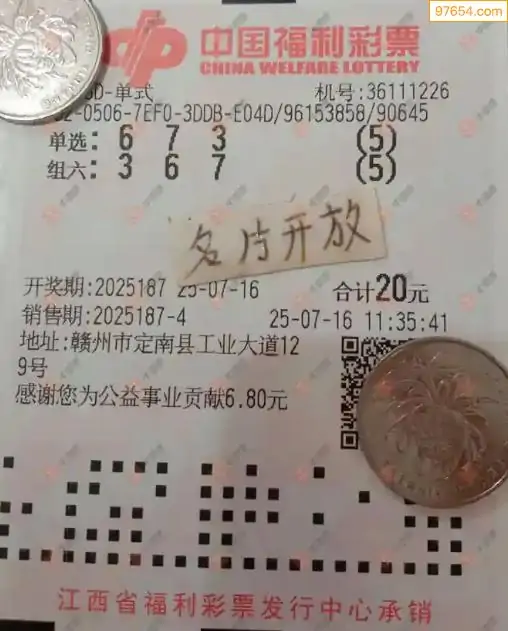 97654.com
中国福利彩票
CHINA WELFARE LOTTERY
D-单式 机号:36111226
-0506-7EF0-3DDB-E04D/96153858/90645
单选: 6 7 3 (5)
组六: 3 6 7 (5)
名片开放
开奖期:2025187 25-07-16 合计20元
销售期:2025187-4 25-07-16 11:35:41
地址:赣州市定南县工业大道12
9号
感谢您为公益事业贡献6.80元
江西省福利彩票发行中心承销